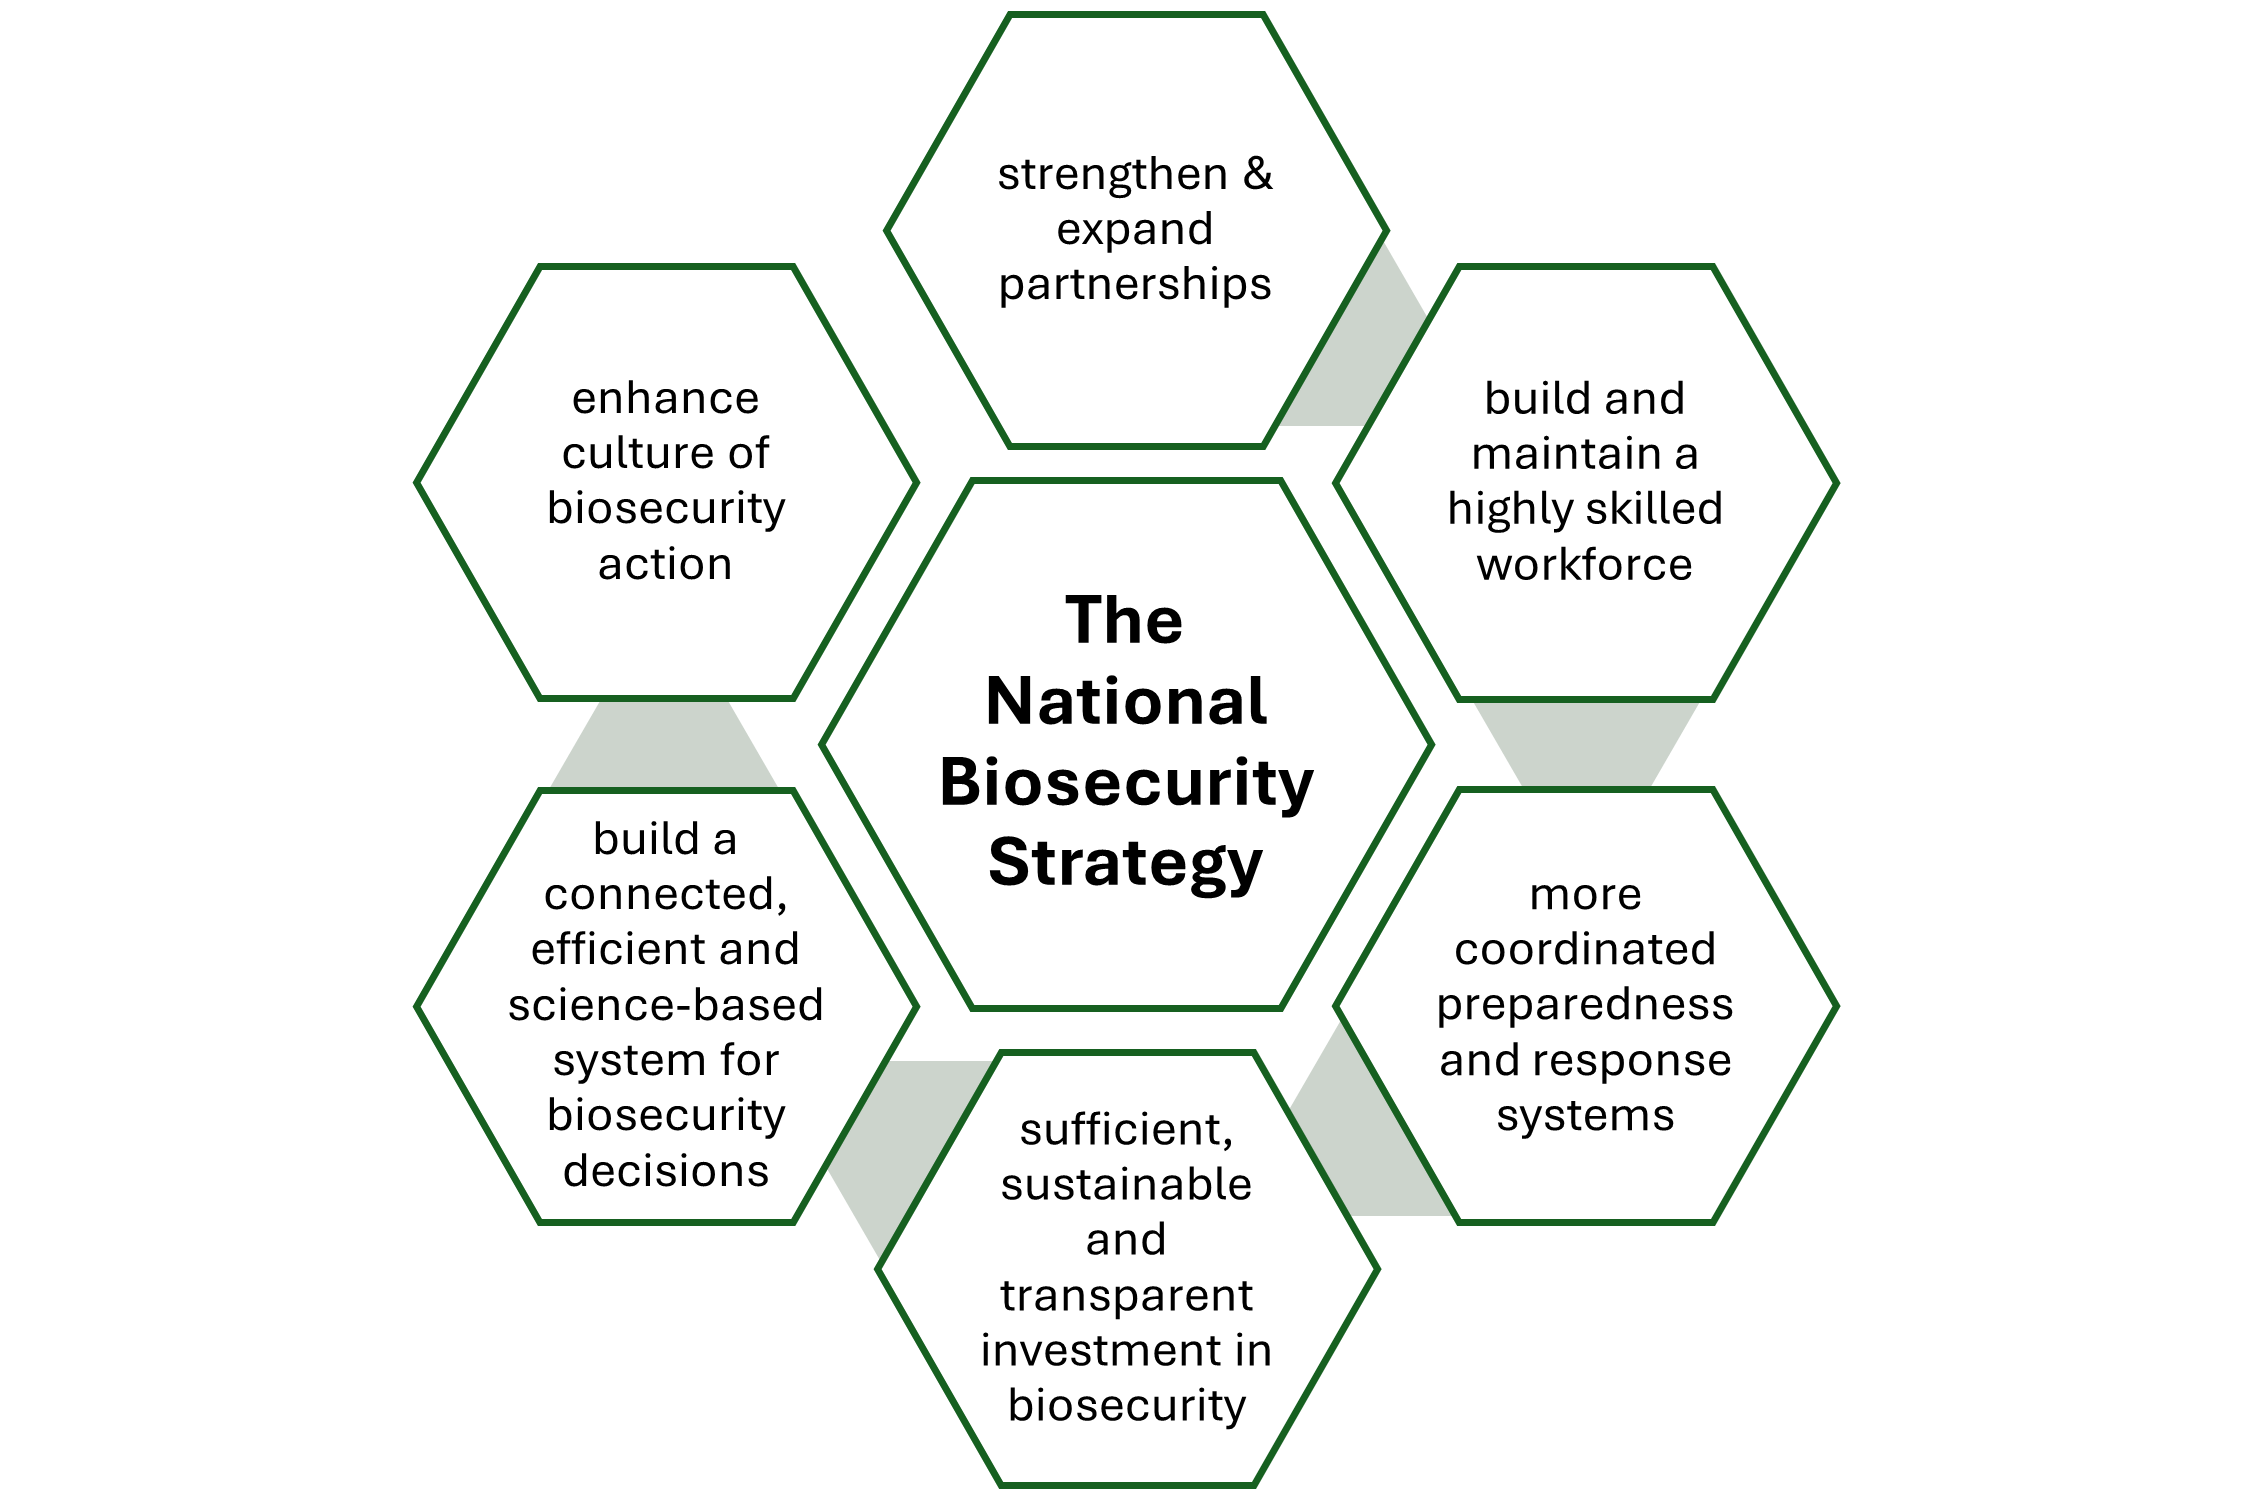 strengthen &
expand
partnerships
build and
maintain a
highly skilled
workforce
more
coordinated
preparedness
and response
systems
sufficient,
sustainable
and
transparent
investment in
biosecurity
build a
connected,
efficient and
science-based
system for
biosecurity
decisions
enhance
culture of
biosecurity
action
The
National
Biosecurity
Strategy